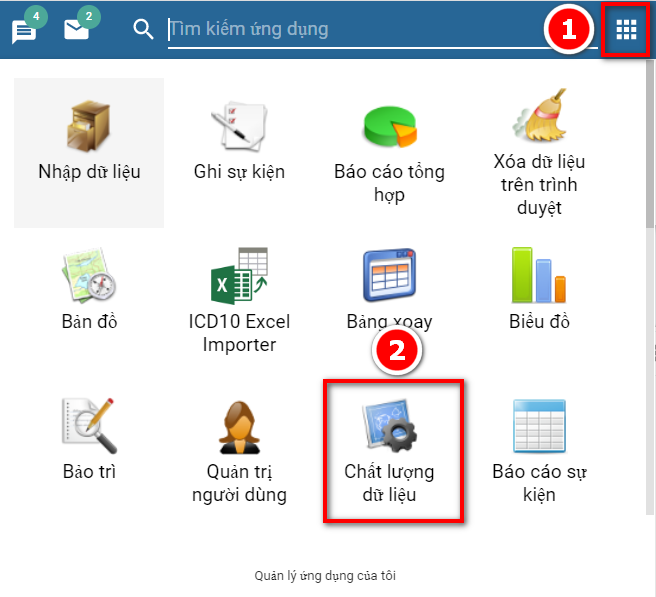 4
2
Tìm kiếm ứng dụng
1
Nhập dữ liệu
Ghi sự kiện
Báo cáo tổng
hợp
Xóa dữ liệu
trên trình
duyệt
Bản đồ
ICD10 Excel
Importer
Bảng xoay
Biểu đồ
2
Bảo trì
Quản trị
người dùng
Chất lượng
dữ liệu
Báo cáo sự
kiện
Quản lý ứng dụng của tôi